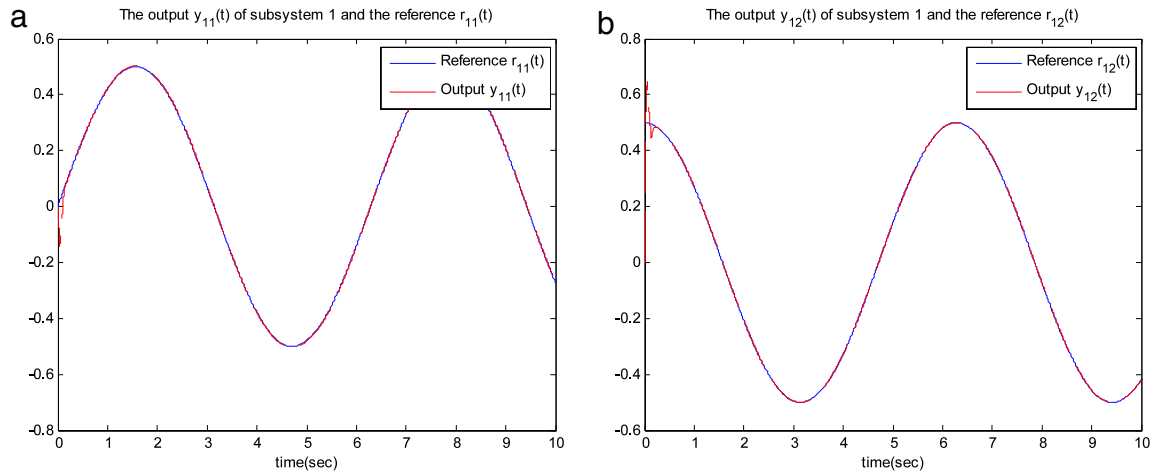 a
The output y11(t) of subsystem 1 and the reference r11(t)
0.6
0.4
0.2
0
-0.2
-0.4
-0.6
-0.8
0 1 2 3 4 5 6 7 8 9 10
time(sec)
Reference r11(t)
Output y11(t)
b
The output y12(t) of subsystem 1 and the reference r12(t)
0.8
0.6
0.4
0.2
0
-0.2
-0.4
-0.6
0 1 2 3 4 5 6 7 8 9 10
time(sec)
Reference r12(t)
Output y12(t)